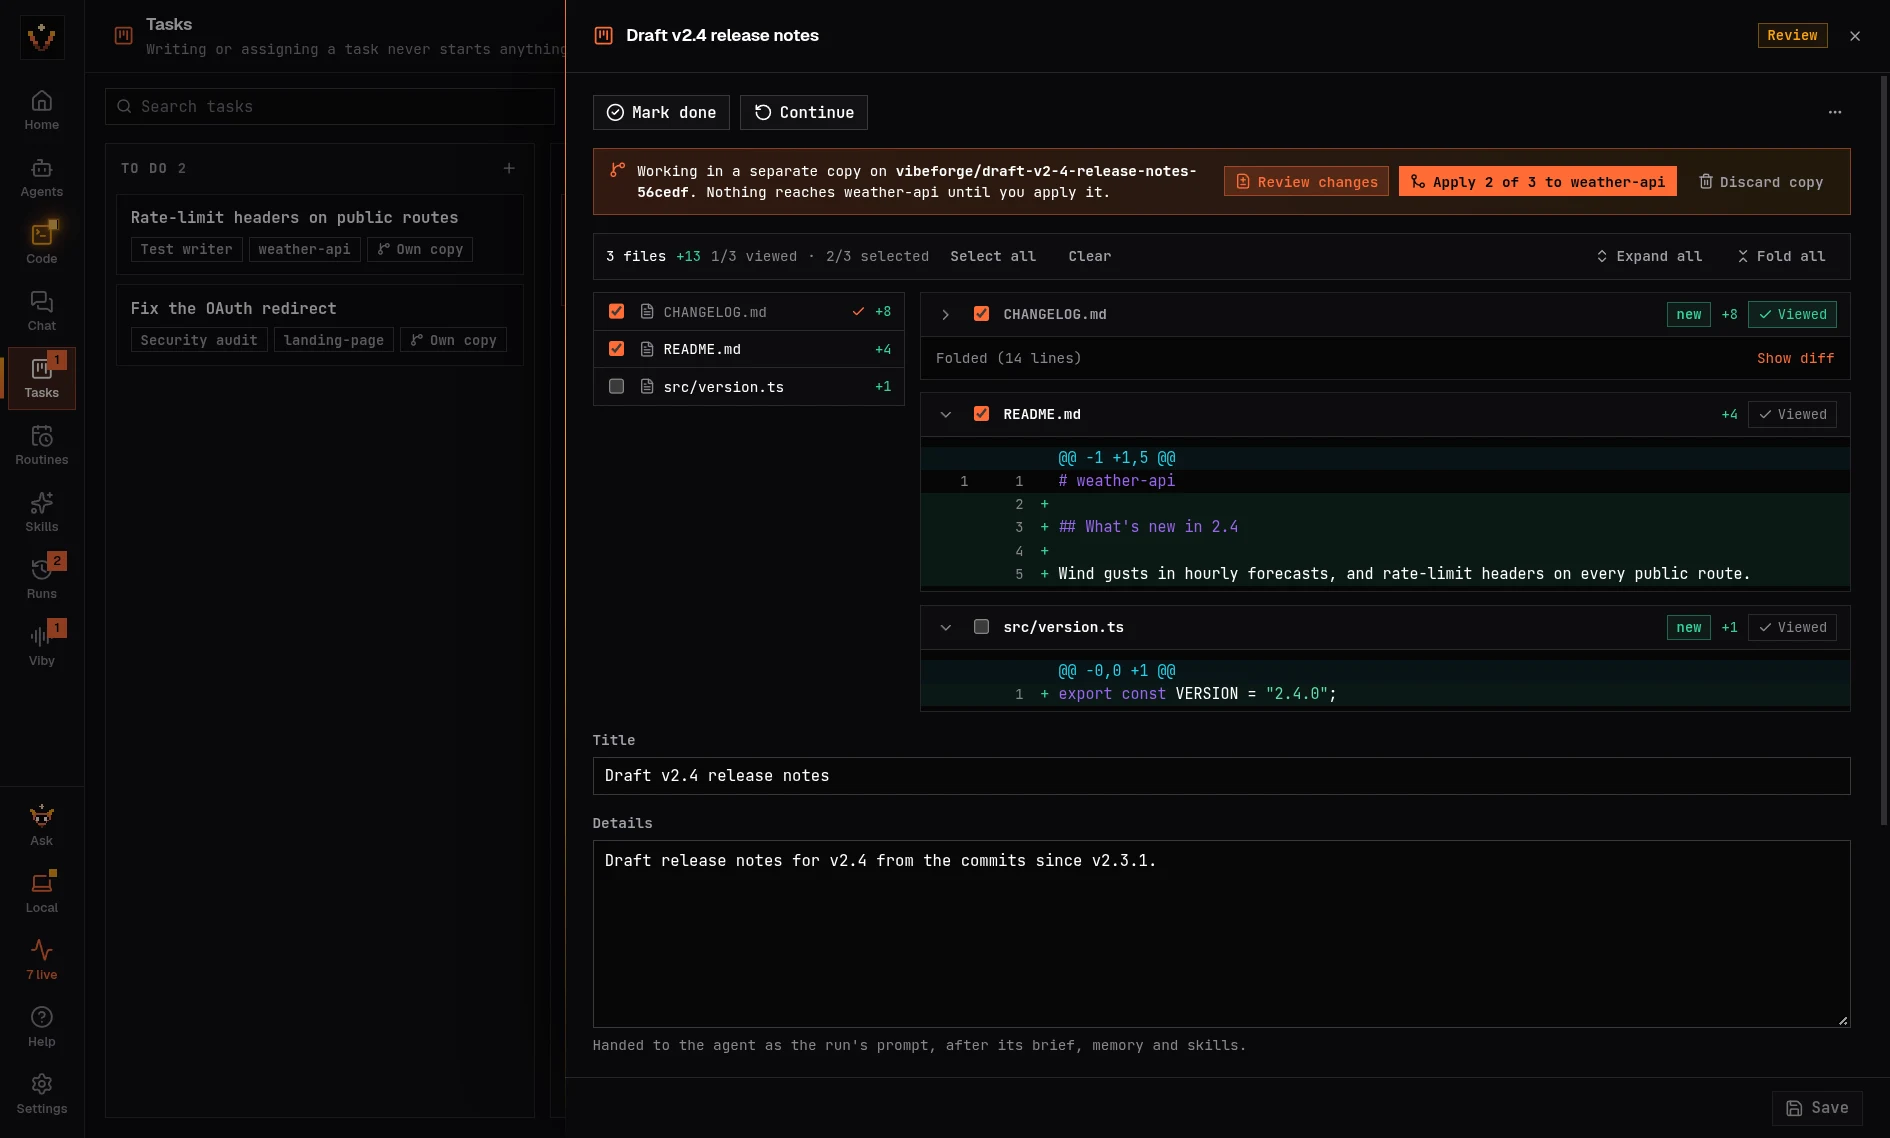 Home
Agents
Code
Chat
1
Tasks
Routines
Skills
2
Runs
1
Viby
Ask
Local
7 live
Help
Settings
Tasks
Writing or assigning a task never starts anything
Search tasks
TO DO 2
Rate-limit headers on public routes
Test writer weather-api Own copy
Fix the OAuth redirect
Security audit landing-page Own copy
Draft v2.4 release notes
Review
Mark done Continue
Working in a separate copy on vibeforge/draft-v2-4-release-notes-
56cedf. Nothing reaches weather-api until you apply it.
Review changes Apply 2 of 3 to weather-api Discard copy
3 files +13 1/3 viewed · 2/3 selected Select all Clear Expand all Fold all
CHANGELOG.md +8
README.md +4
src/version.ts +1
CHANGELOG.md new +8 Viewed
Folded (14 lines) Show diff
README.md +4 Viewed
@@ -1 +1,5 @@
1 1 # weather-api
2 +
3 + ## What's new in 2.4
4 +
5 + Wind gusts in hourly forecasts, and rate-limit headers on every public route.
src/version.ts new +1 Viewed
@@ -0,0 +1 @@
1 + export const VERSION = "2.4.0";
Title
Draft v2.4 release notes
Details
Draft release notes for v2.4 from the commits since v2.3.1.
Handed to the agent as the run's prompt, after its brief, memory and skills.
Save